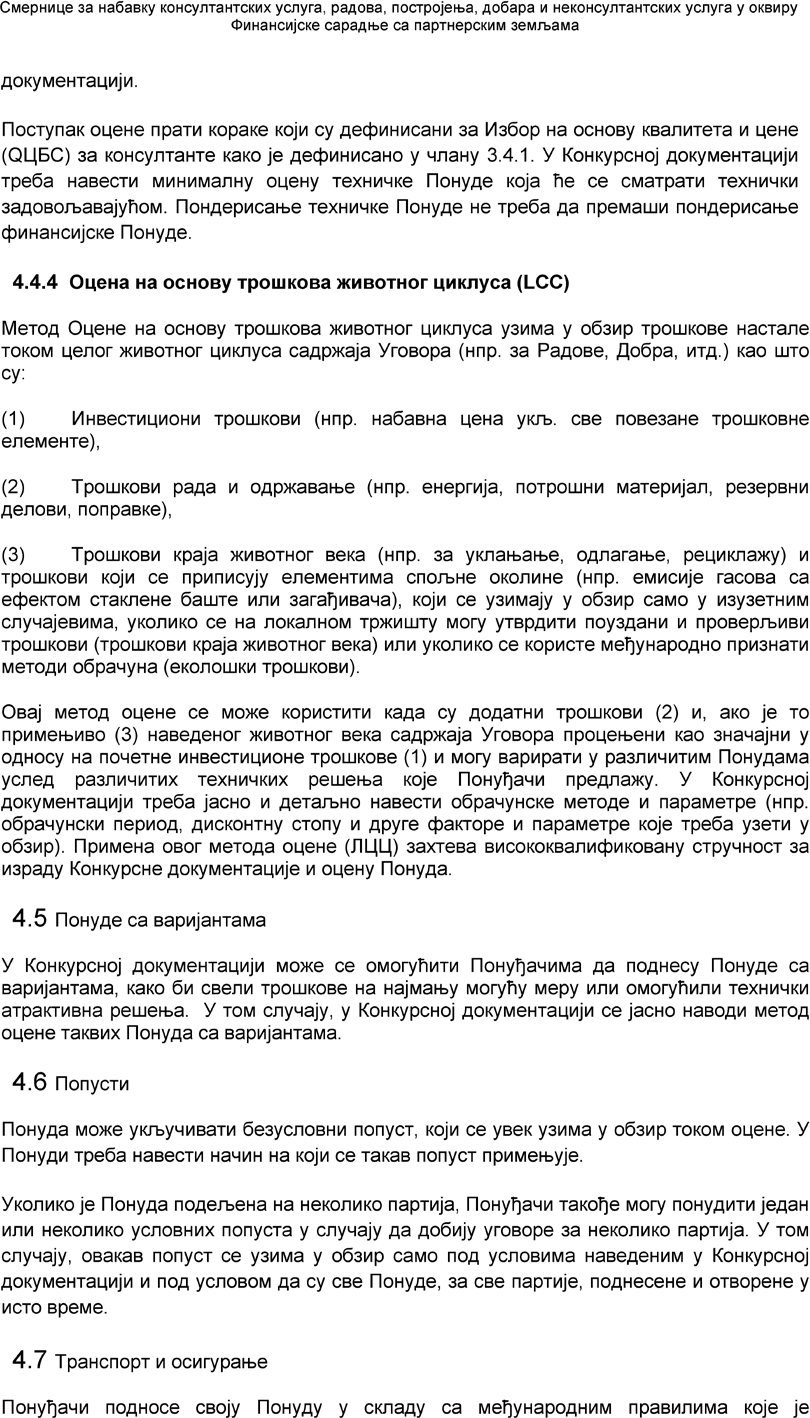 Смернице за набавку консултантских услуга, радова, постројења, добара и неконсултантских услуга у оквиру
Финансијске сарадње са партнерским земљама
документацији.
Поступак оцене прати кораке који су дефинисани за Избор на основу квалитета и цене
(QЦБС) за консултанте како је дефинисано у члану 3.4.1. У Конкурсној документацији
треба навести минималну оцену техничке Понуде која ће се сматрати технички
задовољавајућом. Пондерисање техничке Понуде не треба да премаши пондерисање
финансијске Понуде.
4.4.4 Оцена на основу трошкова животног циклуса (LCC)
Метод Оцене на основу трошкова животног циклуса узима у обзир трошкове настале
током целог животног циклуса садржаја Уговора (нпр. за Радове, Добра, итд.) као што
су:
(1) Инвестициони трошкови (нпр. набавна цена укљ. све повезане трошковне
елементе),
(2) Трошкови рада и одржавање (нпр. енергија, потрошни материјал, резервни
делови, поправке),
(3) Трошкови краја животног века (нпр. за уклањање, одлагање, рециклажу) и
трошкови који се приписују елементима спољне околине (нпр. емисије гасова са
ефектом стаклене баште или загађивача), који се узимају у обзир само у изузетним
случајевима, уколико се на локалном тржишту могу утврдити поуздани и проверљиви
трошкови (трошкови краја животног века) или уколико се користе међународно признати
методи обрачуна (еколошки трошкови).
Овај метод оцене се може користити када су додатни трошкови (2) и, ако је то
примењиво (3) наведеног животног века садржаја Уговора процењени као значајни у
односу на почетне инвестиционе трошкове (1) и могу варирати у различитим Понудама
услед различитих техничких решења које Понуђачи предлажу. У Конкурсној
документацији треба јасно и детаљно навести обрачунске методе и параметре (нпр.
обрачунски период, дисконтну стопу и друге факторе и параметре које треба узети у
обзир). Примена овог метода оцене (ЛЦЦ) захтева висококвалификовану стручност за
израду Конкурсне документације и оцену Понуда.
4.5 Понуде са варијантама
У Конкурсној документацији може се омогућити Понуђачима да поднесу Понуде са
варијантама, како би свели трошкове на најмању могућу меру или омогућили технички
атрактивна решења. У том случају, у Конкурсној документацији се јасно наводи метод
оцене таквих Понуда са варијантама.
4.6 Попусти
Понуда може укључивати безусловни попуст, који се увек узима у обзир током оцене. У
Понуди треба навести начин на који се такав попуст примењује.
Уколико је Понуда подељена на неколико партија, Понуђачи такође могу понудити један
или неколико условних попуста у случају да добију уговоре за неколико партија. У том
случају, овакав попуст се узима у обзир само под условима наведеним у Конкурсној
документацији и под условом да су све Понуде, за све партије, поднесене и отворене у
исто време.
4.7 Транспорт и осигурање
Понуђачи подносе своју Понуду у складу са међународним правилима које је